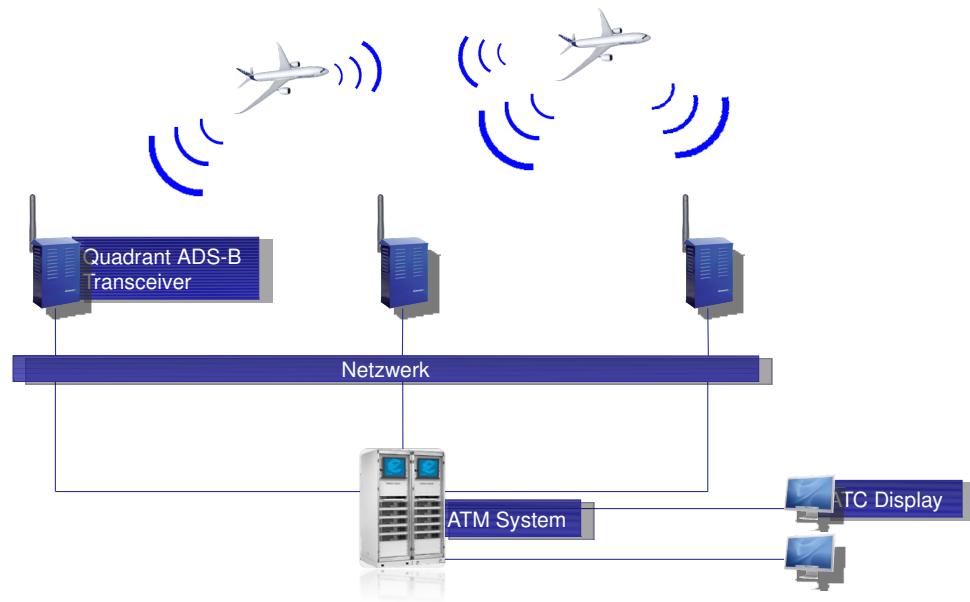 Quadrant ADS-B
Transceiver
Netzwerk
ATM System
ATC Display